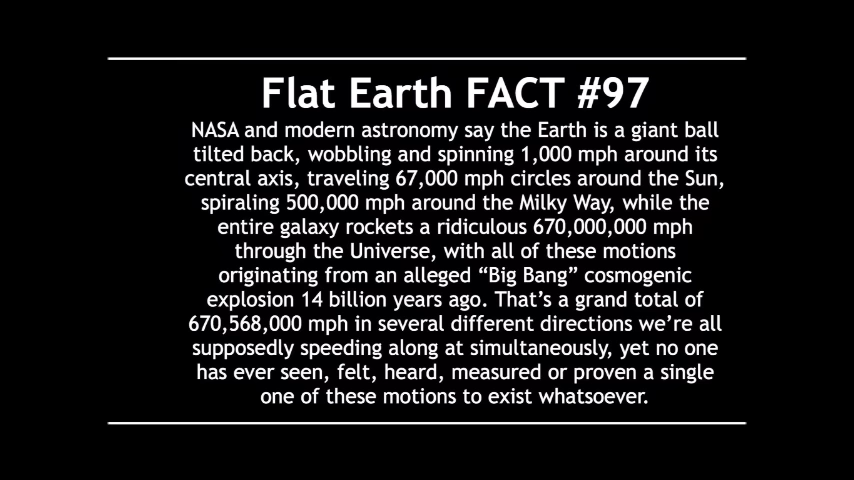 Flat Earth FACT #97
NASA and modern astronomy say the Earth is a giant ball
tilted back, wobbling and spinning 1,000 mph around its
central axis, traveling 67,000 mph circles around the Sun,
spiraling 500,000 mph around the Milky Way, while the
entire galaxy rockets a ridiculous 670,000,000 mph
through the Universe, with all of these motions
originating from an alleged “Big Bang” cosmogenic
explosion 14 billion years ago. That’s a grand total of
670,568,000 mph in several different directions we’re all
supposedly speeding along at simultaneously, yet no one
has ever seen, felt, heard, measured or proven a single
one of these motions to exist whatsoever.